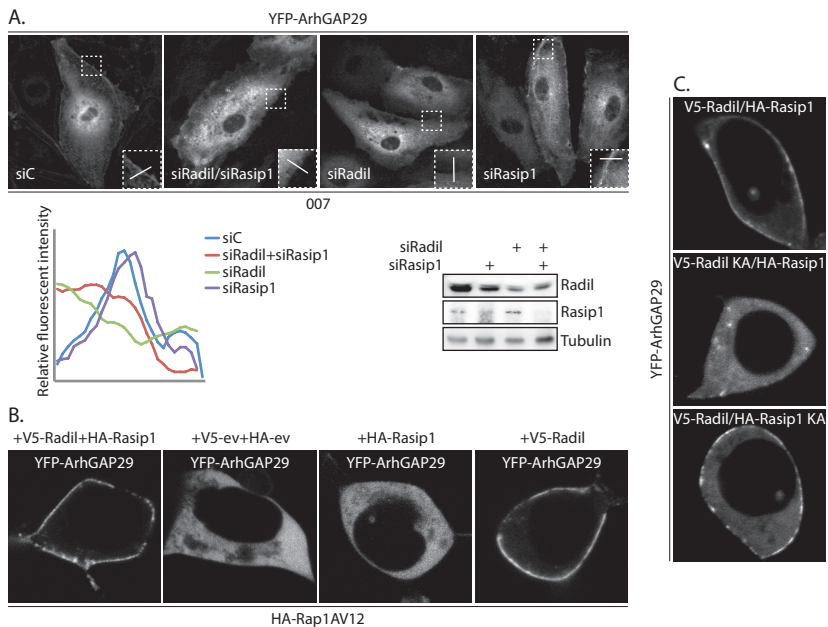 A.
YFP-ArhGAP29
siC
siRadil/siRasip1
siRadil
siRasip1
007
Relative fluorescent intensity
siC
siRadil+siRasip1
siRadil
siRasip1
siRadil + +
siRasip1 + +
Radil
Rasip1
Tubulin
B.
+V5-Radil+HA-Rasip1
+V5-ev+HA-ev
+HA-Rasip1
+V5-Radil
YFP-ArhGAP29
YFP-ArhGAP29
YFP-ArhGAP29
YFP-ArhGAP29
HA-Rap1AV12
C.
YFP-ArhGAP29
V5-Radil/HA-Rasip1
V5-Radil KA/HA-Rasip1
V5-Radil/HA-Rasip1 KA